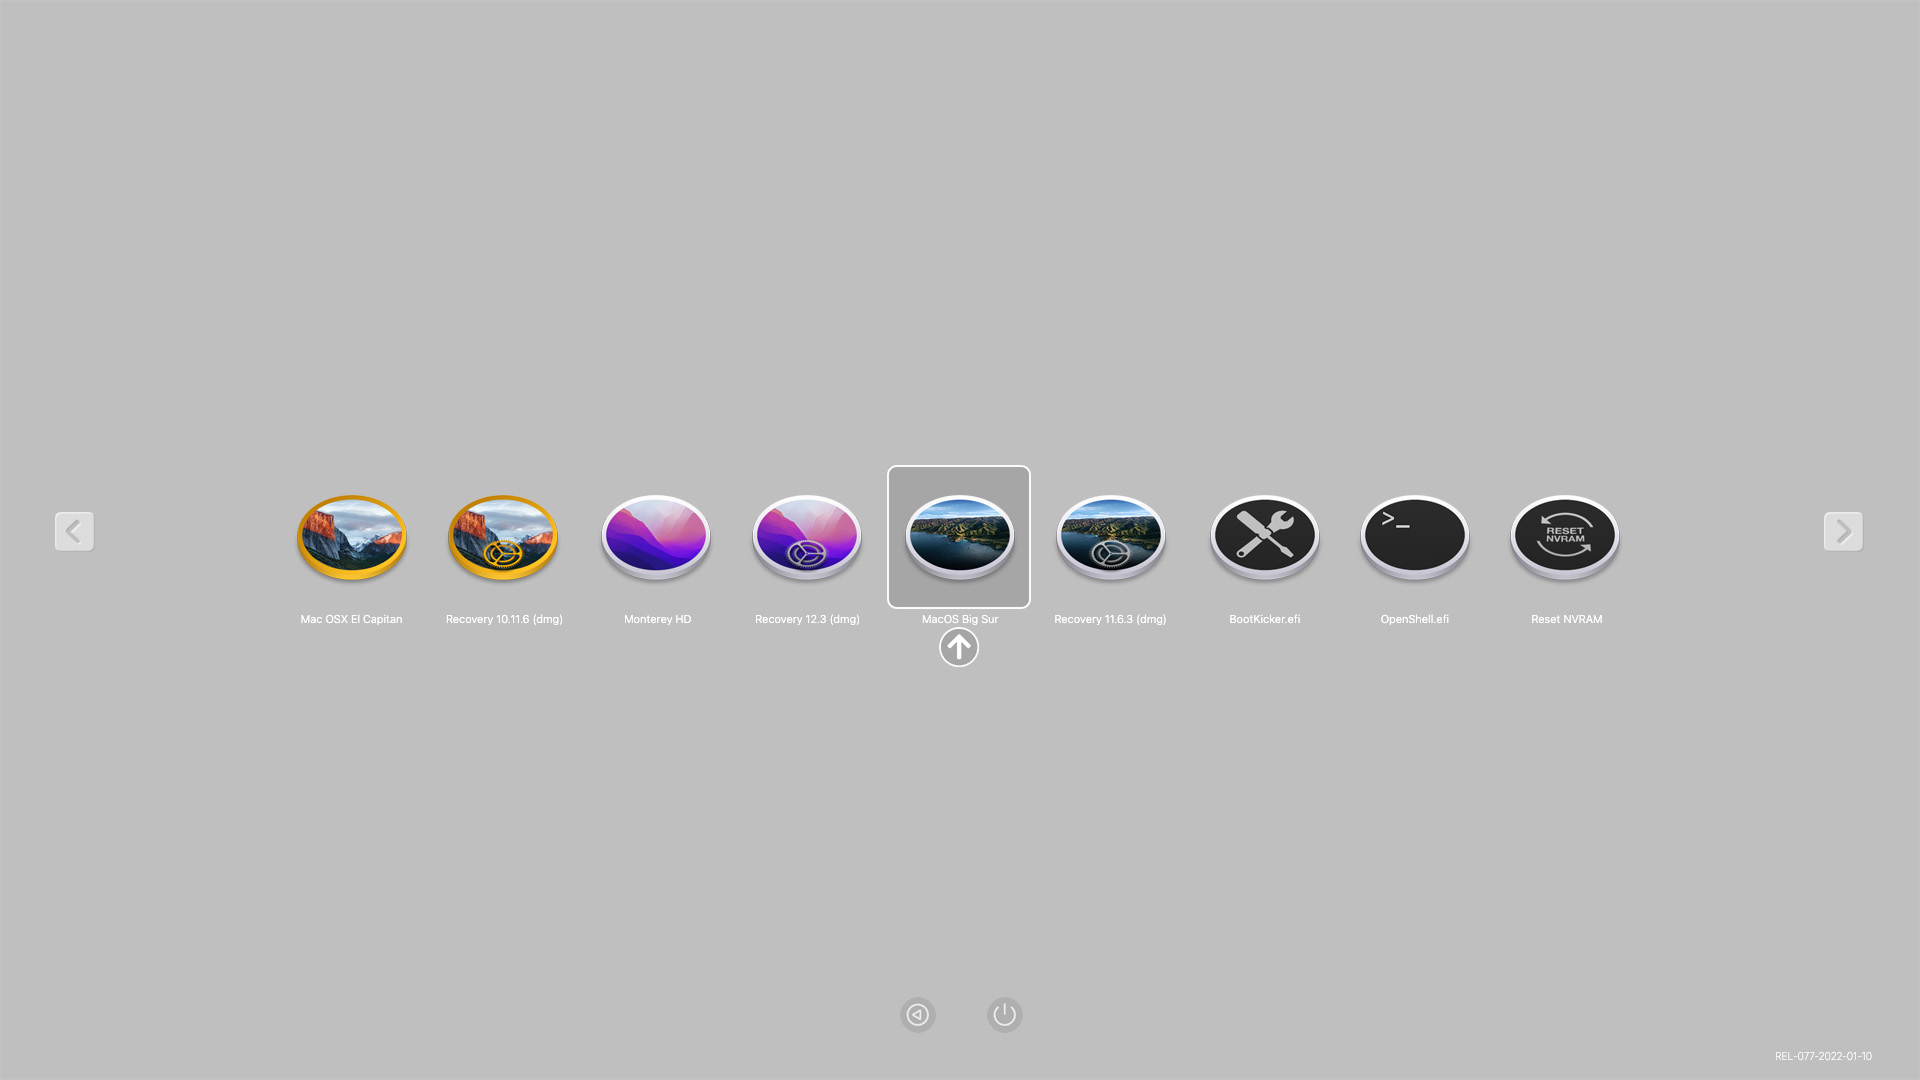 >_
RESET
NVRAM
Mac OSX El Capitan
Recovery 10.11.6 (dmg)
Monterey HD
Recovery 12.3 (dmg)
MacOS Big Sur
Recovery 11.6.3 (dmg)
BootKicker.efi
OpenShell.efi
Reset NVRAM
REL-077-2022-01-10